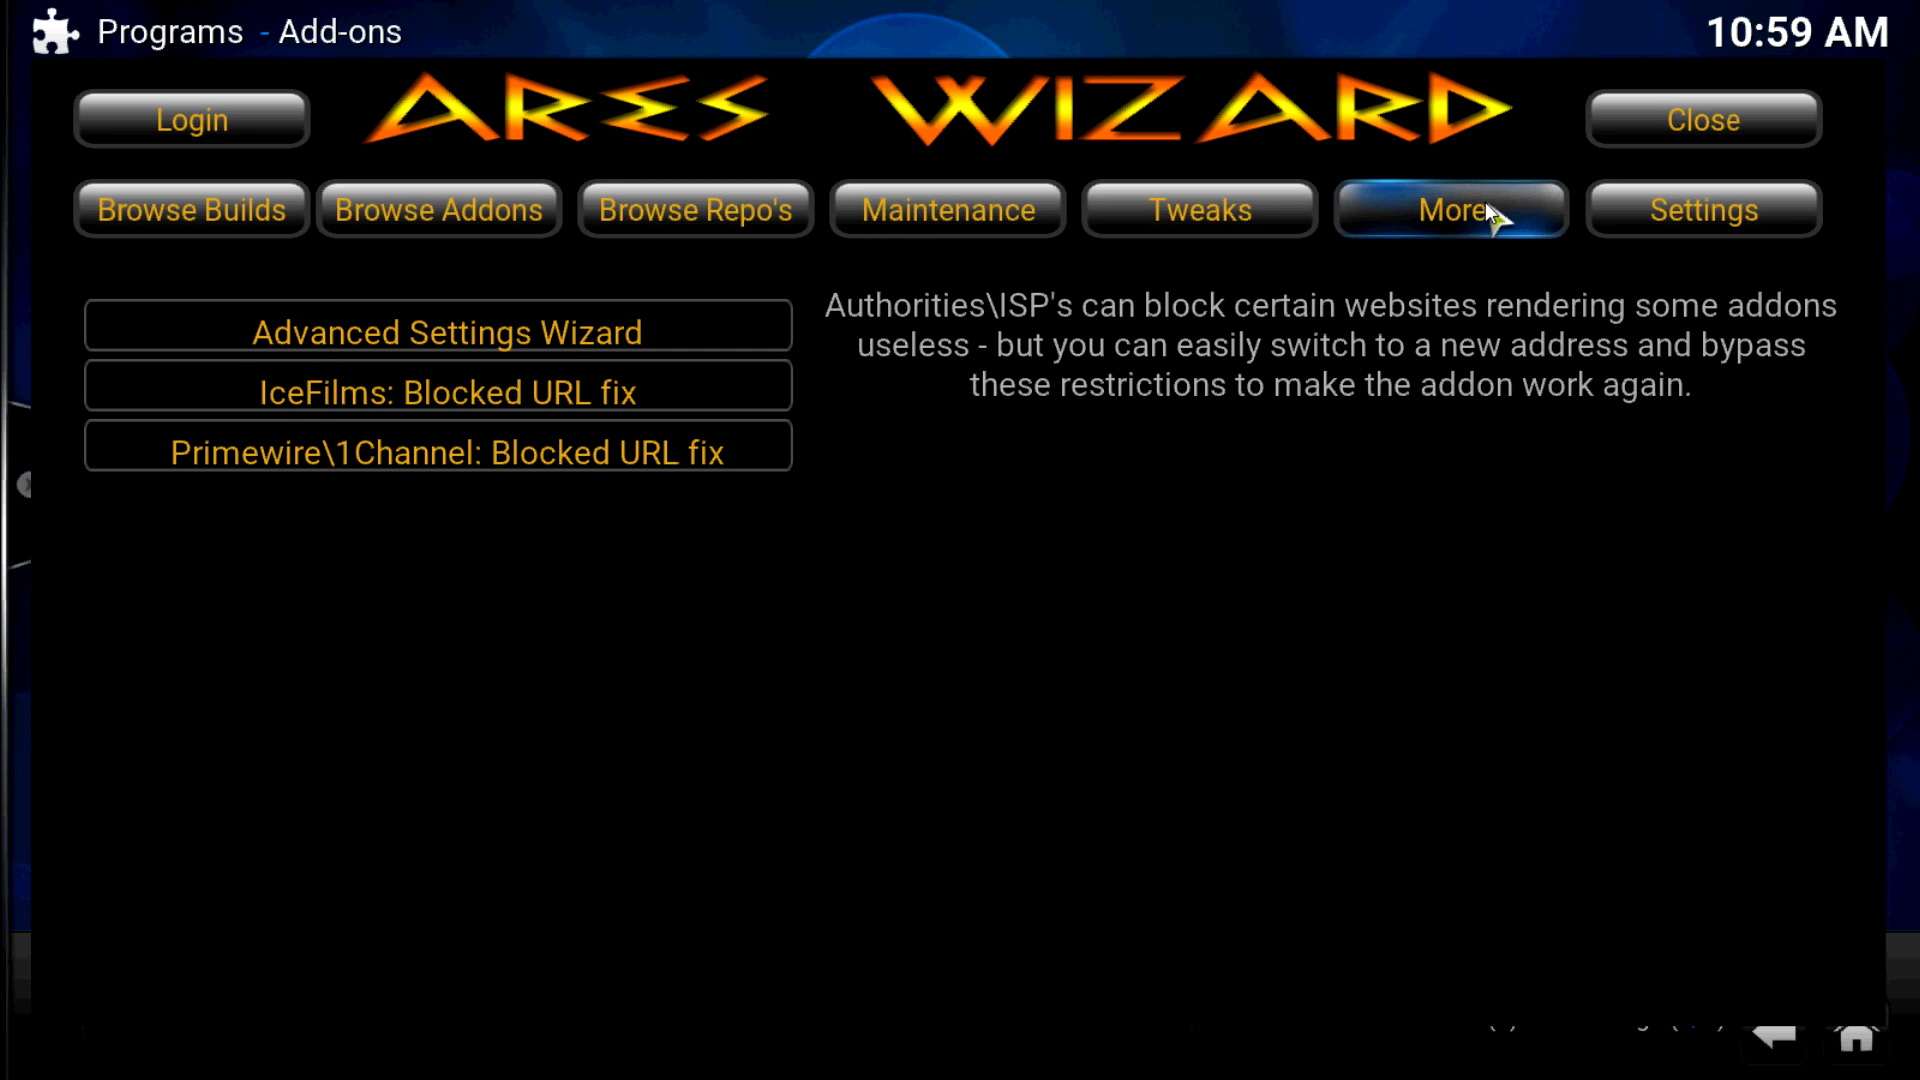 Programs - Add-ons
10:59 AM
ARES WIZARD
Login
Close
Browse Builds
Browse Addons
Browse Repo's
Maintenance
Tweaks
More
Settings
Advanced Settings Wizard
IceFilms: Blocked URL fix
Primewire\1Channel: Blocked URL fix
Authorities\ISP's can block certain websites rendering some addons
useless - but you can easily switch to a new address and bypass
these restrictions to make the addon work again.